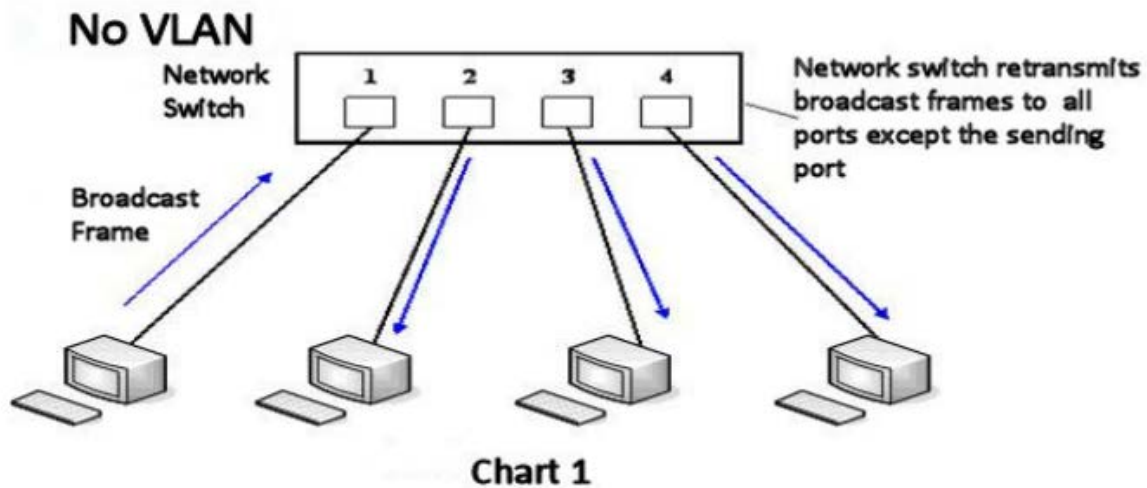 No VLAN
Network
Switch
1 2 3 4
Network switch retransmits
broadcast frames to all
ports except the sending
port
Broadcast
Frame
Chart 1